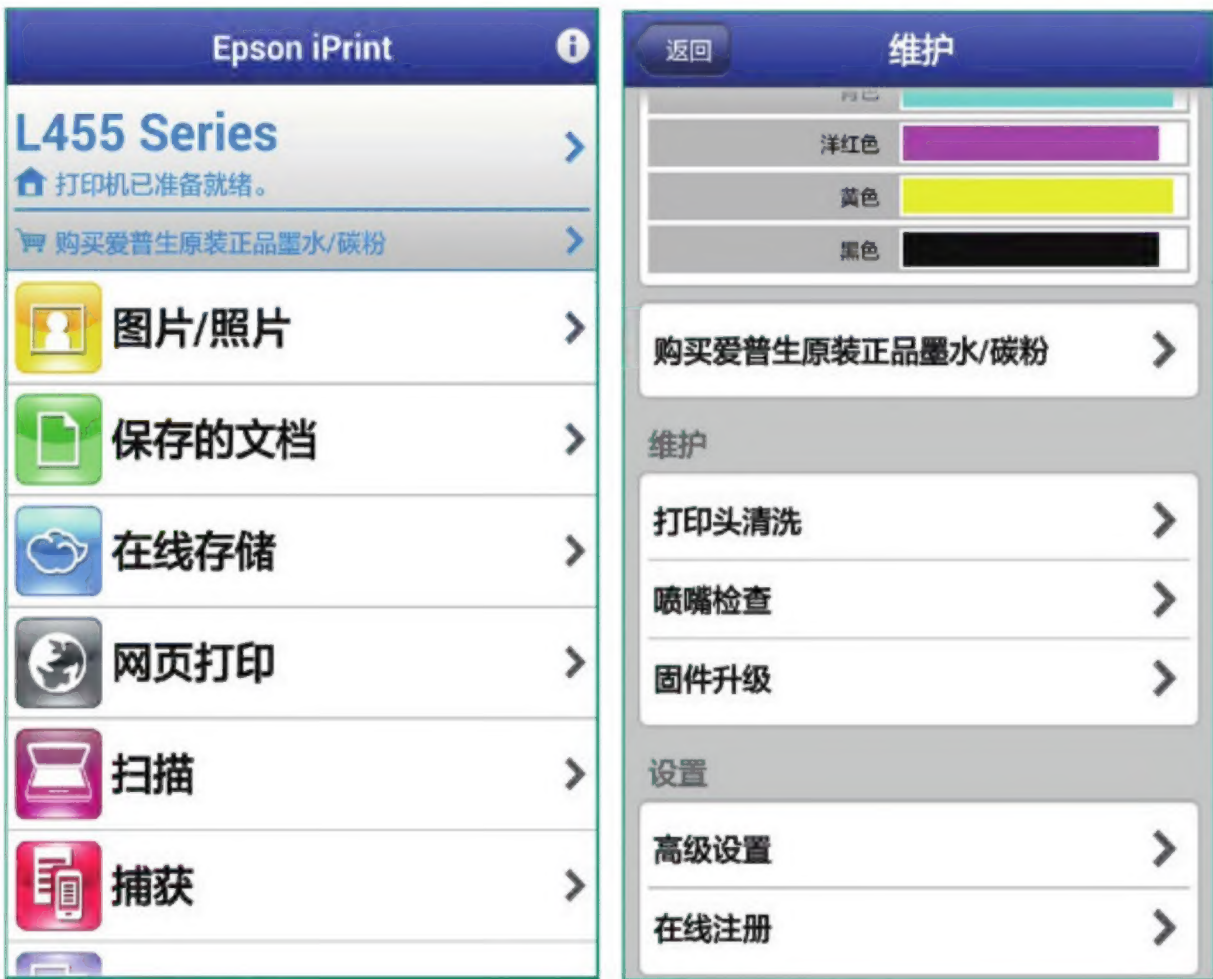 Epson iPrint
L455 Series
打印机已准备就绪。
购买爱普生原装正品墨水/碳粉
图片/照片
保存的文档
在线存储
网页打印
扫描
捕获
返回
维护
青色
洋红色
黄色
黑色
购买爱普生原装正品墨水/碳粉
维护
打印头清洗
喷嘴检查
固件升级
设置
高级设置
在线注册